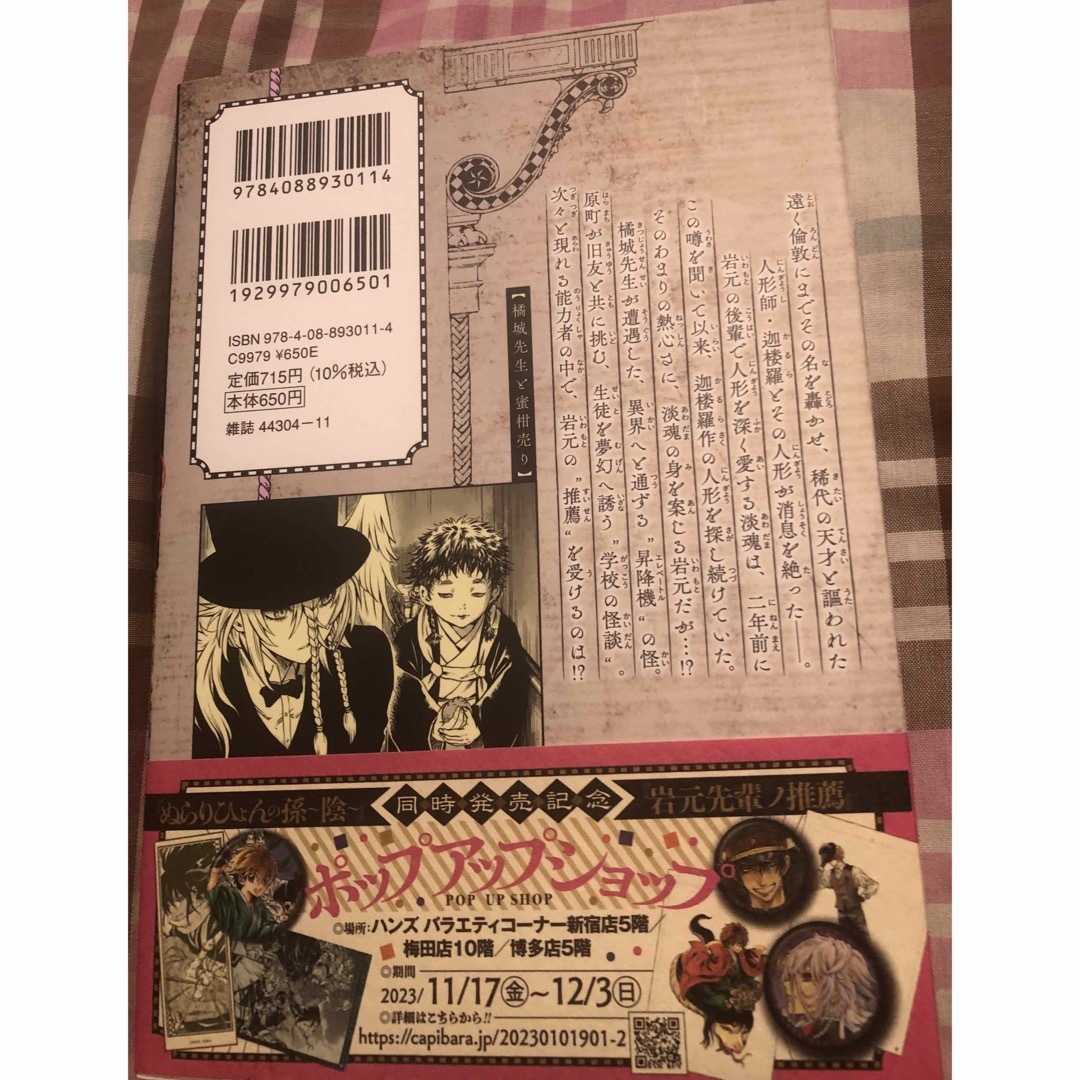 9784088930114
1929979006501
ISBN 978-4-08-893011-4
C9979 ¥650E
定価715円(10%税込)
本体650円
雑誌 44304-11
遠く倫敦にまでその名を轟かせ、稀代の天才と謳われた
人形師・迦楼羅とその人形が消息を絶った――。
岩元の後輩で人形を深く愛する淡魂は、二年前に
この噂を聞いて以来、迦楼羅作の人形を探し続けていた。
そのあまりの熱心さに、淡魂の身を案じる岩元だが…!?
橘城先生が遭遇した、異界へと通ずる"昇降機"の怪。
原町が旧友と共に挑む、生徒を夢幻へ誘う"学校の怪談"。
次々と現れる能力者の中で、岩元の"推薦"を受けるのは!?
【橘城先生と蜜柑売り】
ぬらりひょんの孫~陰~
同時発売記念
岩元先輩ノ推薦
ポップアップショップ
POP UP SHOP
◎場所:ハンズ バラエティコーナー新宿店5階/
梅田店10階/博多店5階
◎期間
2023/11/17金~12/3日
◎詳細はこちらから!!
https://capibara.jp/20230101901-2